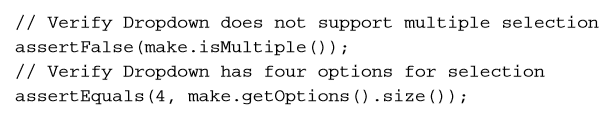 // Verify Dropdown does not support multiple selection
assertFalse(make.isMultiple());
// Verify Dropdown has four options for selection
assertEquals(4, make.getOptions().size());